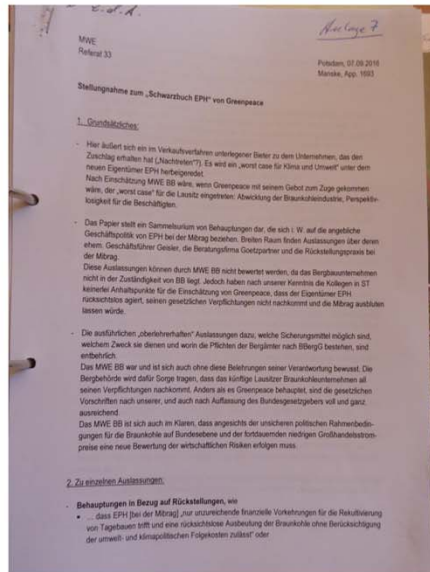 z. d. A.
Anlage 7
MWE
Referat 33
Potsdam, 07.09.2016
Manske, App. 1693
Stellungnahme zum „Schwarzbuch EPH“ von Greenpeace
1. Grundsätzliches:
- Hier äußert sich ein im Verkaufsverfahren unterlegener Bieter zu dem Unternehmen, das den
Zuschlag erhalten hat („Nachtreten“?). Es wird ein „worst case für Klima und Umwelt“ unter dem
neuen Eigentümer EPH herbeigeredet.
Nach Einschätzung MWE BB wäre, wenn Greenpeace mit seinem Gebot zum Zuge gekommen
wäre, der „worst case“ für die Lausitz eingetreten: Abwicklung der Braunkohleindustrie, Perspektiv-
losigkeit für die Beschäftigten.
- Das Papier stellt ein Sammelsurium von Behauptungen dar, die sich i. W. auf die angebliche
Geschäftspolitik von EPH bei der Mibrag beziehen. Breiten Raum finden Auslassungen über deren
ehem. Geschäftsführer Geisler, die Beratungsfirma Goetzpartner und die Rückstellungspraxis bei
der Mibrag.
Diese Auslassungen können durch MWE BB nicht bewertet werden, da das Bergbauunternehmen
nicht in der Zuständigkeit von BB liegt. Jedoch haben nach unserer Kenntnis die Kollegen in ST
keinerlei Anhaltspunkte für die Einschätzung von Greenpeace, dass der Eigentümer EPH
rücksichtslos agiert, seinen gesetzlichen Verpflichtungen nicht nachkommt und die Mibrag ausbluten
lassen würde.
- Die ausführlichen „oberlehrerhaften“ Auslassungen dazu, welche Sicherungsmittel möglich sind,
welchem Zweck sie dienen und worin die Pflichten der Bergämter nach BBergG bestehen, sind
entbehrlich.
Das MWE BB war und ist sich auch ohne diese Belehrungen seiner Verantwortung bewusst. Die
Bergbehörde wird dafür Sorge tragen, dass das künftige Lausitzer Braunkohleunternehmen all
seinen Verpflichtungen nachkommt. Anders als es Greenpeace behauptet, sind die gesetzlichen
Vorschriften nach unserer, und auch nach Auffassung des Bundesgesetzgebers voll und ganz
ausreichend.
Das MWE BB ist sich auch im Klaren, dass angesichts der unsicheren politischen Rahmenbedin-
gungen für die Braunkohle auf Bundesebene und der fortdauernden niedrigen Großhandelsstrom-
preise eine neue Bewertung der wirtschaftlichen Risiken erfolgen muss.
2. Zu einzelnen Auslassungen:
- Behauptungen in Bezug auf Rückstellungen, wie
• ... dass EPH [bei der Mibrag] „nur unzureichende finanzielle Vorkehrungen für die Rekultivierung
von Tagebauen trifft und eine rücksichtslose Ausbeutung der Braunkohle ohne Berücksichtigung
der umwelt- und klimapolitischen Folgekosten zulässt“ oder